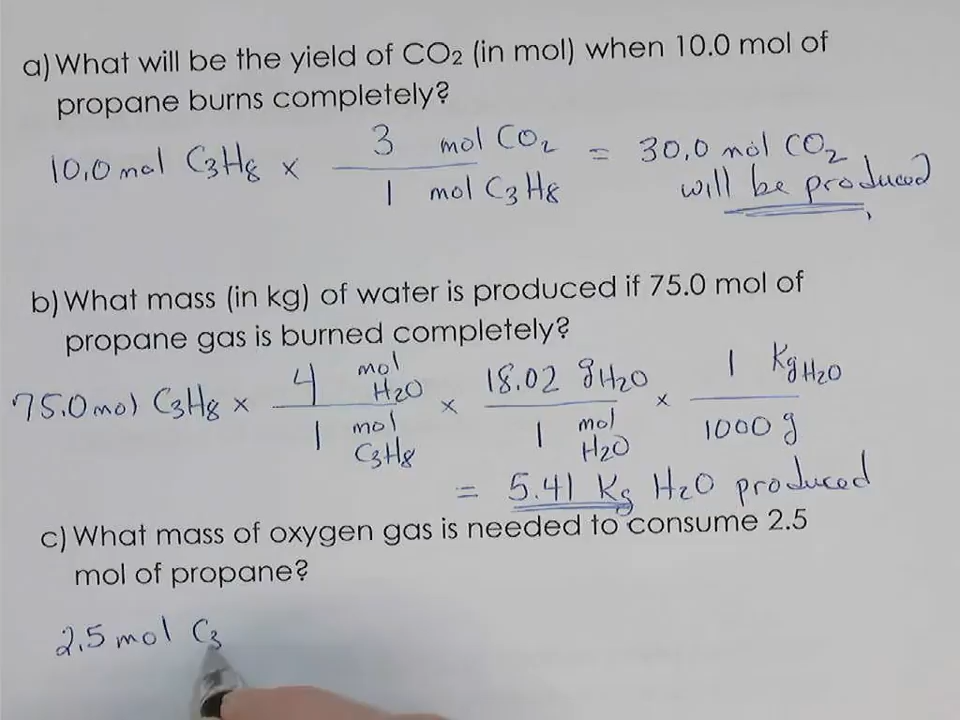 a) What will be the yield of CO₂ (in mol) when 10.0 mol of
propane burns completely?
10.0 mol C₃H₈ × 3 mol CO₂ / 1 mol C₃H₈ = 30.0 mol CO₂
will be produced.
b) What mass (in kg) of water is produced if 75.0 mol of
propane gas is burned completely?
75.0 mol C₃H₈ × 4 mol H₂O / 1 mol C₃H₈ × 18.02 g H₂O / 1 mol H₂O × 1 Kg H₂O / 1000 g
= 5.41 Kg H₂O produced
c) What mass of oxygen gas is needed to consume 2.5
mol of propane?
2.5 mol C₃